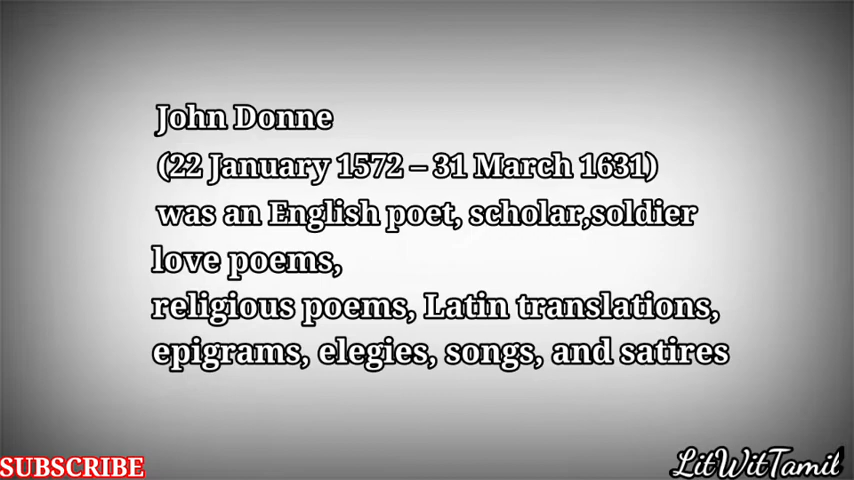 John Donne
(22 January 1572 – 31 March 1631)
was an English poet, scholar,soldier
love poems,
religious poems, Latin translations,
epigrams, elegies, songs, and satires
SUBSCRIBE
LitWitTamil